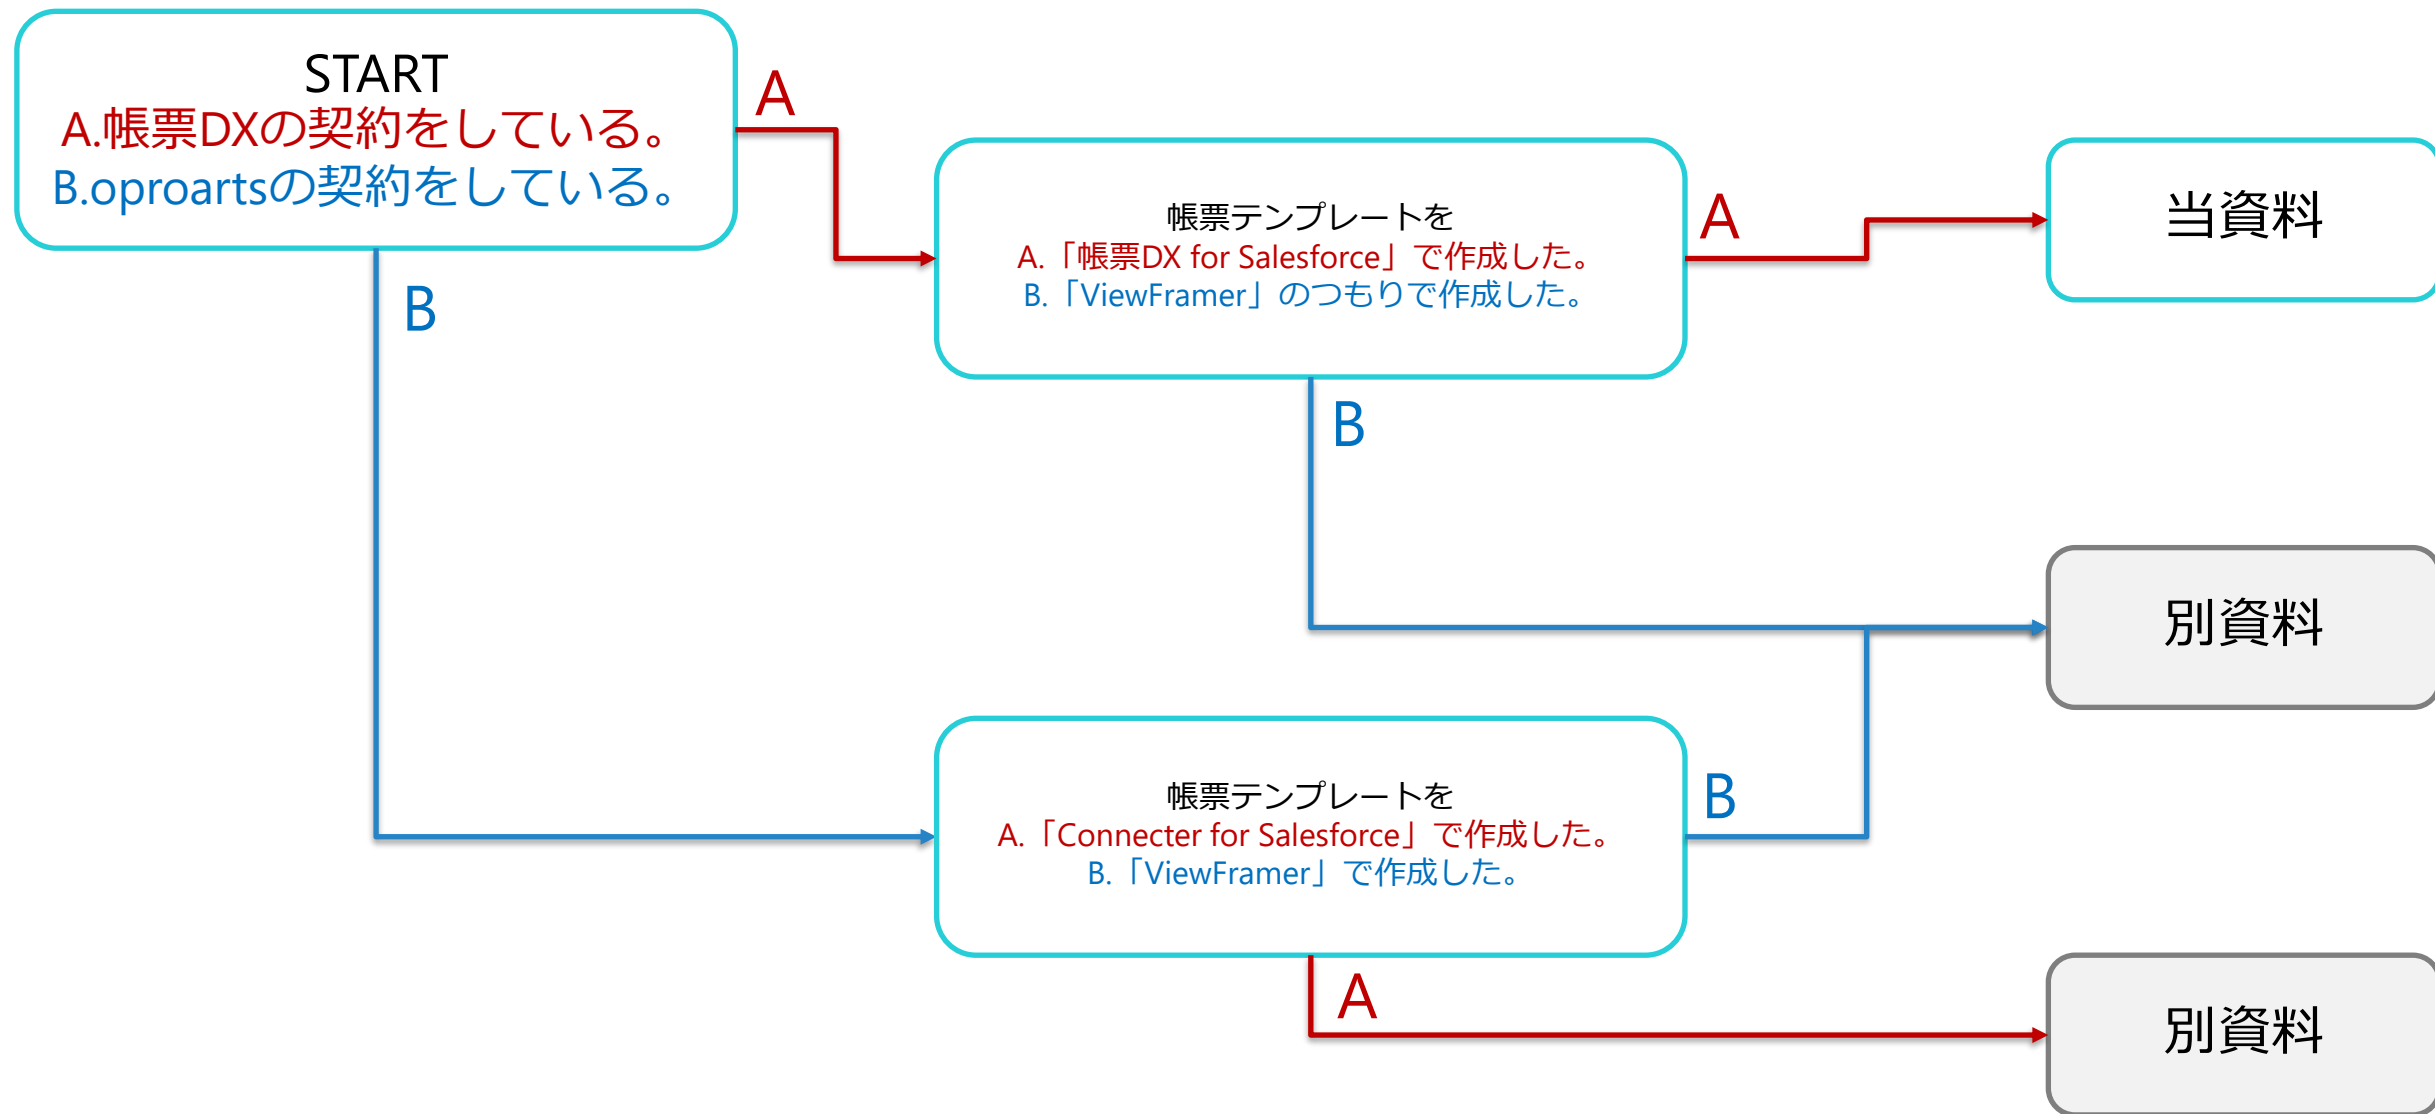 START
A.帳票DXの契約をしている。
B.oproartsの契約をしている。
A
B
帳票テンプレートを
A.「帳票DX for Salesforce」で作成した。
B.「ViewFramer」のつもりで作成した。
A
B
当資料
別資料
帳票テンプレートを
A.「Connecter for Salesforce」で作成した。
B.「ViewFramer」で作成した。
B
A
別資料